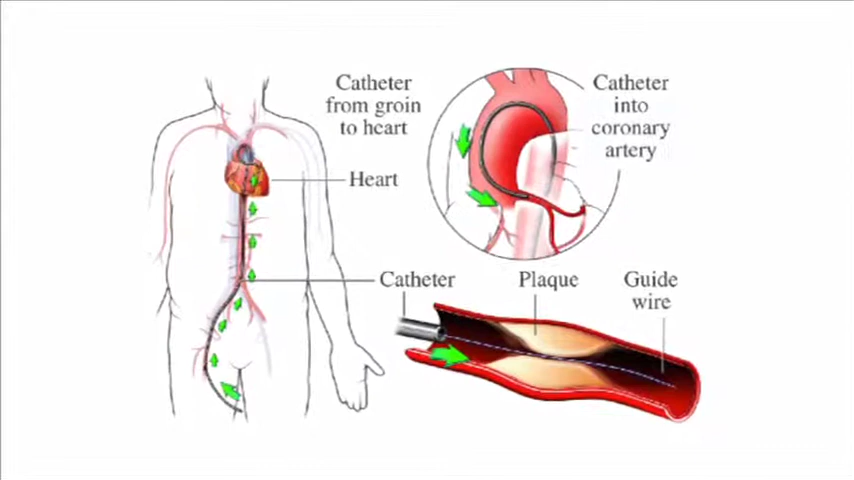 Catheter
from groin
to heart
Catheter
into
coronary
artery
Heart
Catheter
Plaque
Guide
wire